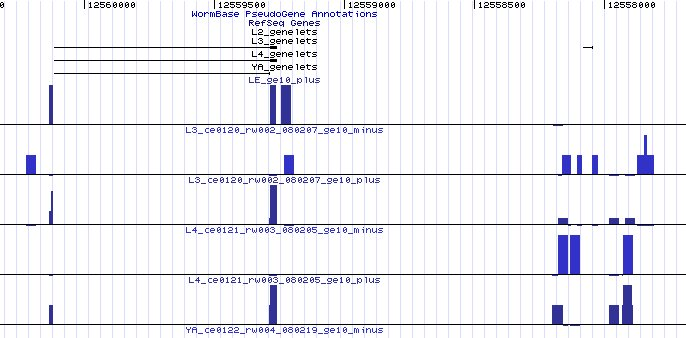 0 12560000 12559500 12559000 12558500 12558000
WormBase PseudoGene Annotations
RefSeq Genes
L2_genelets
L3_genelets
L4_genelets
YA_genelets
LE_ge10_plus
L3_ce0120_rw002_080207_ge10_minus
L3_ce0120_rw002_080207_ge10_plus
L4_ce0121_rw003_080205_ge10_minus
L4_ce0121_rw003_080205_ge10_plus
YA_ce0122_rw004_080219_ge10_minus